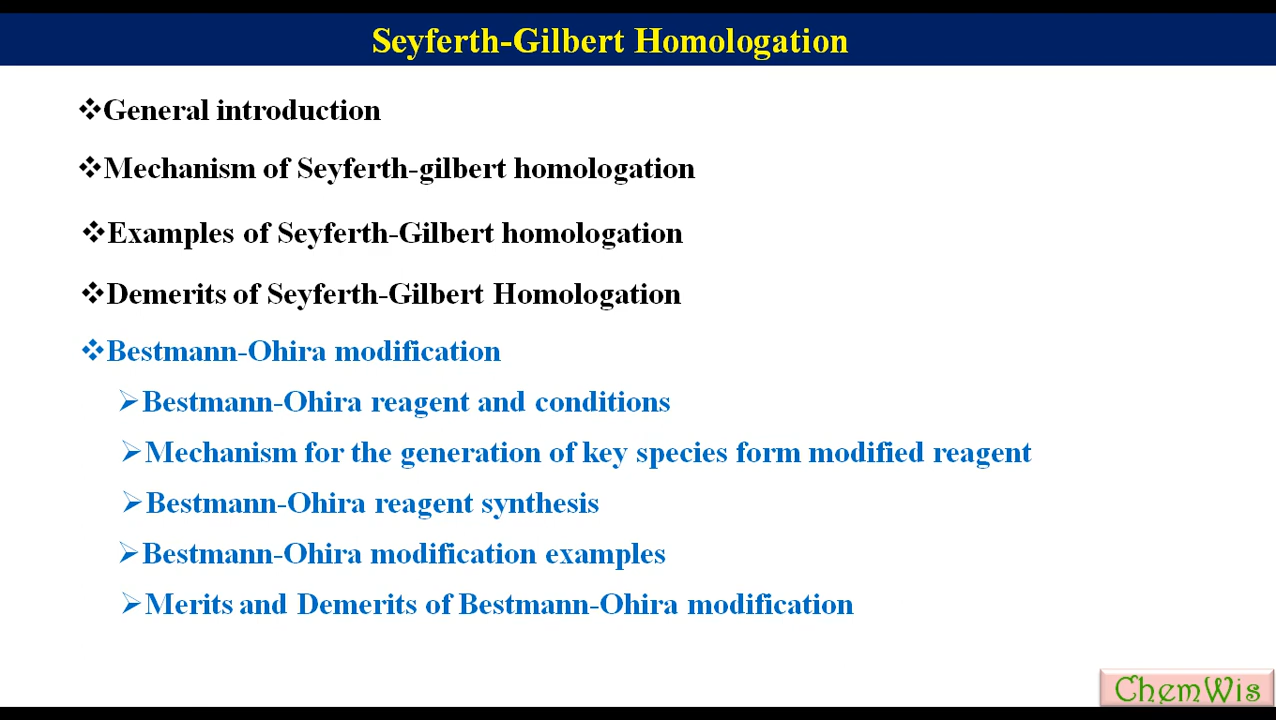 Seyferth-Gilbert Homologation
❖General introduction
❖Mechanism of Seyferth-gilbert homologation
❖Examples of Seyferth-Gilbert homologation
❖Demerits of Seyferth-Gilbert Homologation
❖Bestmann-Ohira modification
➢Bestmann-Ohira reagent and conditions
➢Mechanism for the generation of key species form modified reagent
➢Bestmann-Ohira reagent synthesis
➢Bestmann-Ohira modification examples
➢Merits and Demerits of Bestmann-Ohira modification
ChemWis